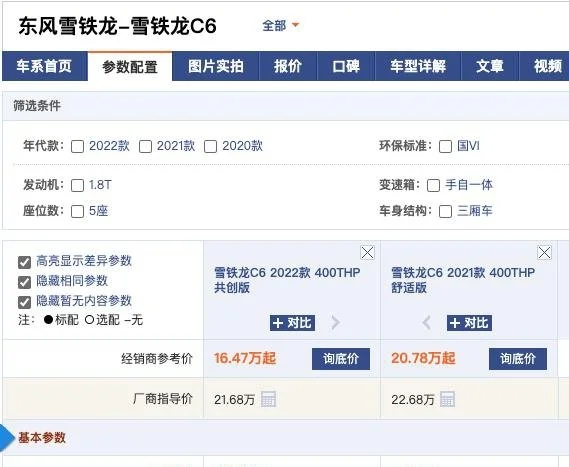 东风雪铁龙-雪铁龙C6 全部
车系首页 参数配置 图片实拍 报价 口碑 车型详解 文章 视频
筛选条件
年代款： 2022款 2021款 2020款 环保标准： 国VI
发动机： 1.8T 变速箱： 手自一体
座位数： 5座 车身结构： 三厢车
高亮显示差异参数
隐藏相同参数
隐藏暂无内容参数
注： ●标配 ○选配 -无
雪铁龙C6 2022款 400THP
共创版
+ 对比
雪铁龙C6 2021款 400THP
舒适版
+ 对比
经销商参考价 16.47万起 询底价 20.78万起 询底价
厂商指导价 21.68万 22.68万
基本参数